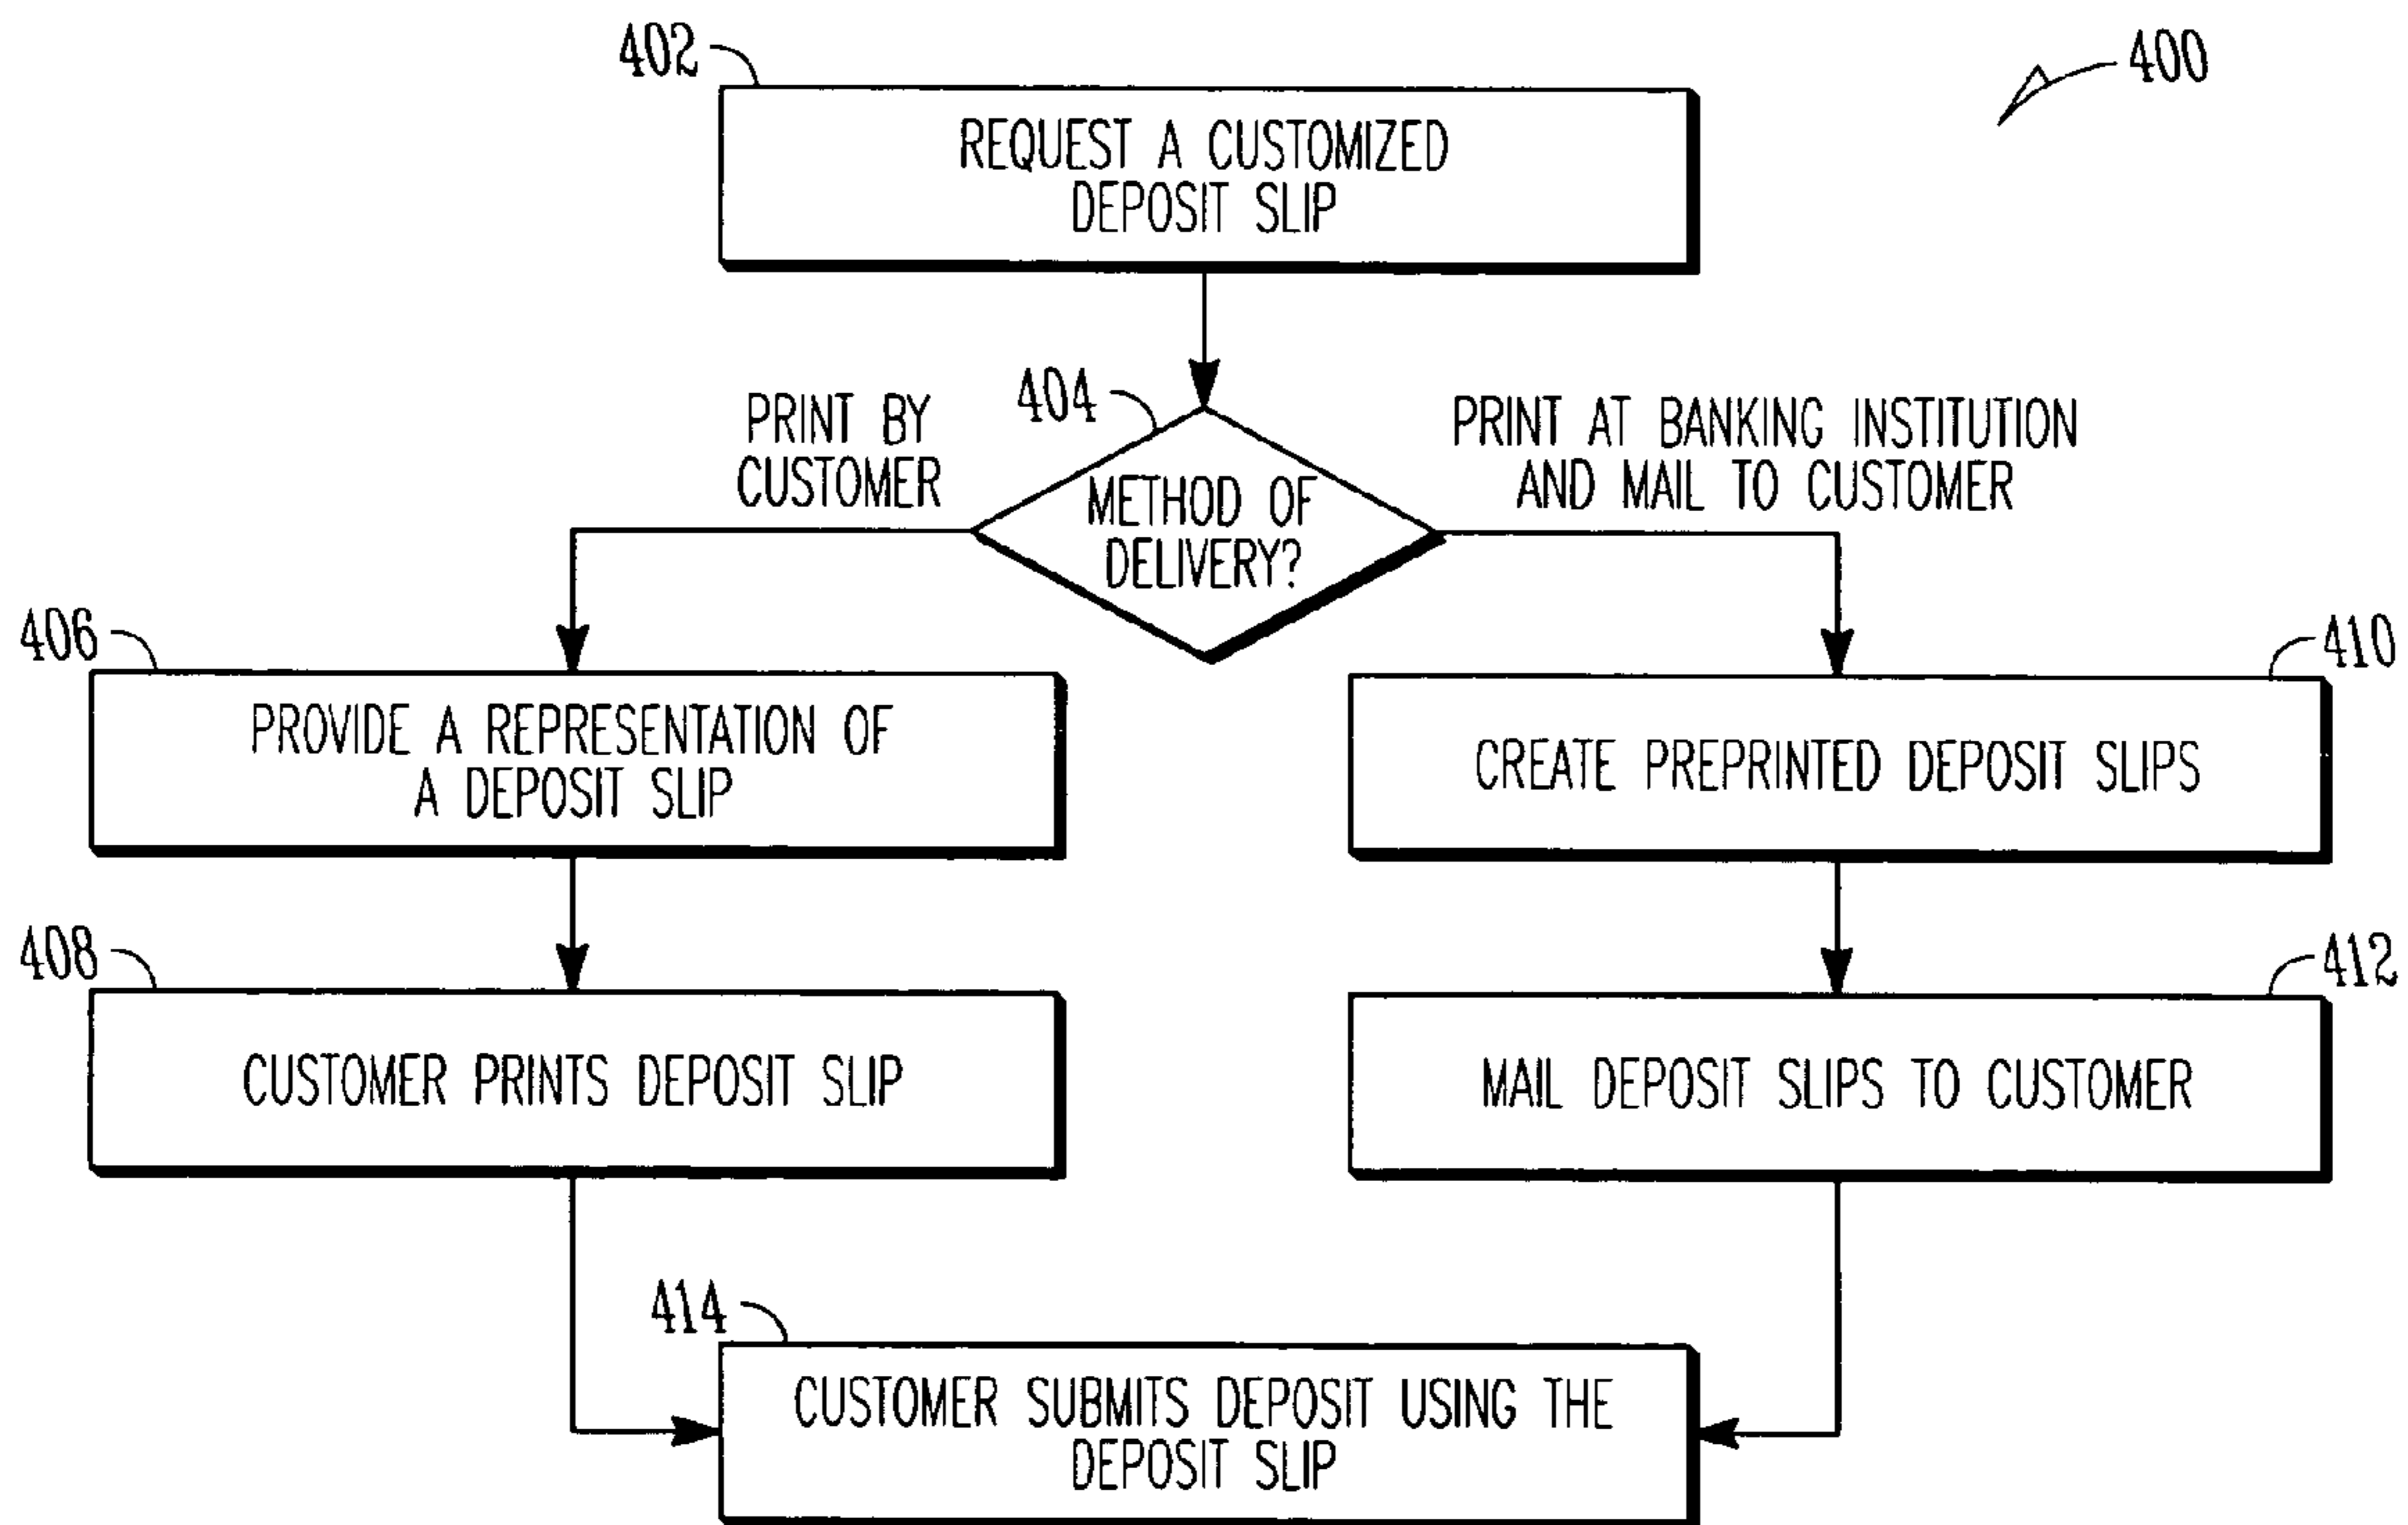 400
402
REQUEST A CUSTOMIZED
DEPOSIT SLIP
404
METHOD OF
DELIVERY?
PRINT BY
CUSTOMER
PRINT AT BANKING INSTITUTION
AND MAIL TO CUSTOMER
406
PROVIDE A REPRESENTATION OF
A DEPOSIT SLIP
410
CREATE PREPRINTED DEPOSIT SLIPS
408
CUSTOMER PRINTS DEPOSIT SLIP
412
MAIL DEPOSIT SLIPS TO CUSTOMER
414
CUSTOMER SUBMITS DEPOSIT USING THE
DEPOSIT SLIP